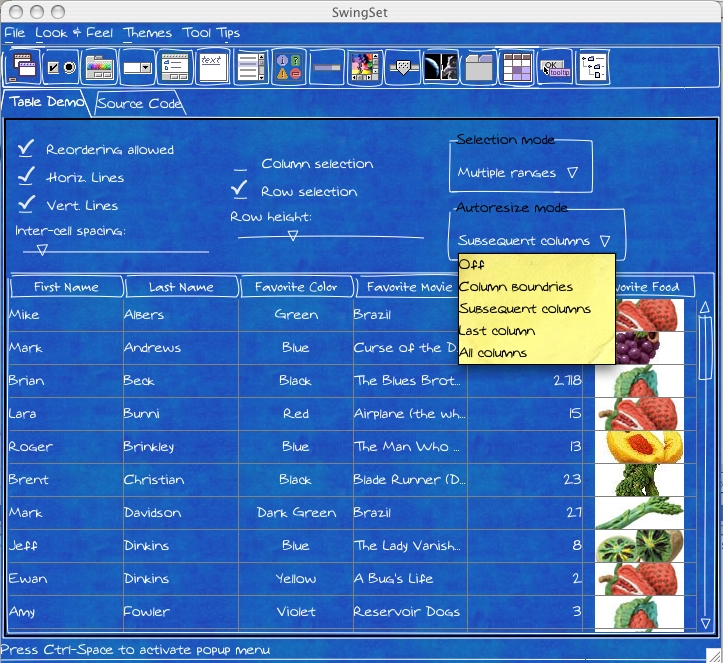 SwingSet
File Look & Feel Themes Tool Tips
text
OK
tooltip
Table Demo Source Code
Reordering allowed
Horiz. Lines
Vert. Lines
Inter-cell spacing:
Column selection
Row selection
Row height:
Selection mode
Multiple ranges
Autoresize mode
Subsequent columns
Off
Column Boundries
Subsequent columns
Last column
All columns
First Name Last Name Favorite Color Favorite Movie vorite Food
Mike Albers Green Brazil
Mark Andrews Blue Curse of the D
Brian Beck Black The Blues Brot... 2.718
Lara Bunni Red Airplane (the wh... 15
Roger Brinkley Blue The Man Who ... 13
Brent Christian Black Blade Runner (D... 23
Mark Davidson Dark Green Brazil 27
Jeff Dinkins Blue The Lady Vanish... 8
Ewan Dinkins Yellow A Bug's Life 2
Amy Fowler Violet Reservoir Dogs 3
Press Ctrl-Space to activate popup menu